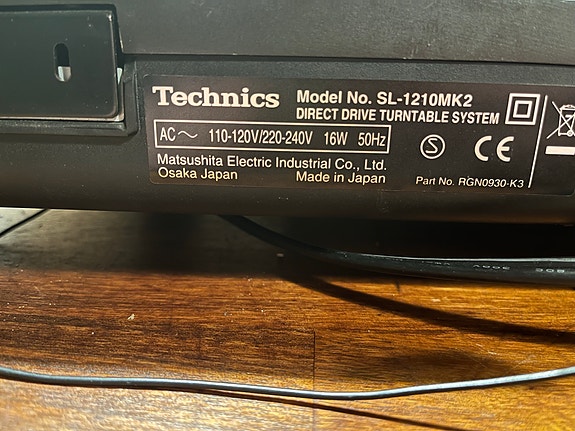 Technics Model No. SL-1210MK2
DIRECT DRIVE TURNTABLE SYSTEM
AC～ 110-120V/220-240V 16W 50Hz
Matsushita Electric Industrial Co., Ltd.
Osaka Japan Made in Japan
S CE
Part No. RGN0930-K3